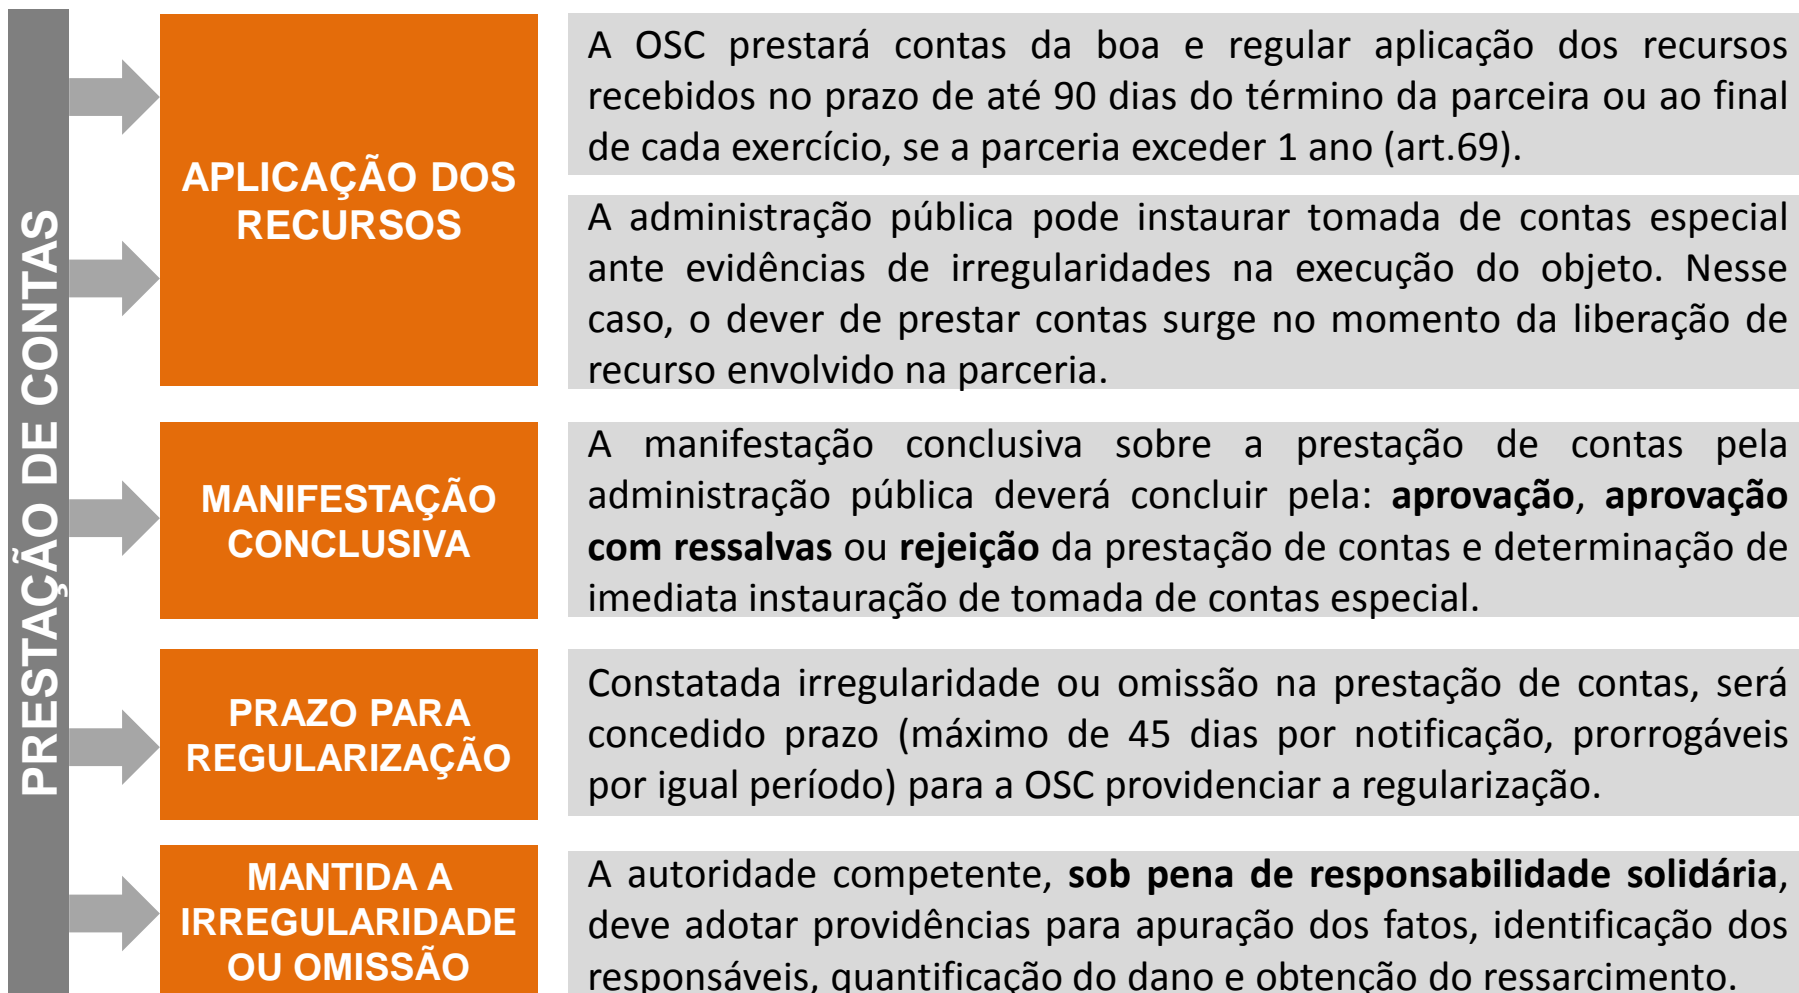 PRESTAÇÃO DE CONTAS
APLICAÇÃO DOS
RECURSOS
A OSC prestará contas da boa e regular aplicação dos recursos
recebidos no prazo de até 90 dias do término da parceira ou ao final
de cada exercício, se a parceria exceder 1 ano (art.69).
A administração pública pode instaurar tomada de contas especial
ante evidências de irregularidades na execução do objeto. Nesse
caso, o dever de prestar contas surge no momento da liberação de
recurso envolvido na parceria.
MANIFESTAÇÃO
CONCLUSIVA
A manifestação conclusiva sobre a prestação de contas pela
administração pública deverá concluir pela: aprovação, aprovação
com ressalvas ou rejeição da prestação de contas e determinação de
imediata instauração de tomada de contas especial.
PRAZO PARA
REGULARIZAÇÃO
Constatada irregularidade ou omissão na prestação de contas, será
concedido prazo (máximo de 45 dias por notificação, prorrogáveis
por igual período) para a OSC providenciar a regularização.
MANTIDA A
IRREGULARIDADE
OU OMISSÃO
A autoridade competente, sob pena de responsabilidade solidária,
deve adotar providências para apuração dos fatos, identificação dos
responsáveis, quantificação do dano e obtenção do ressarcimento.